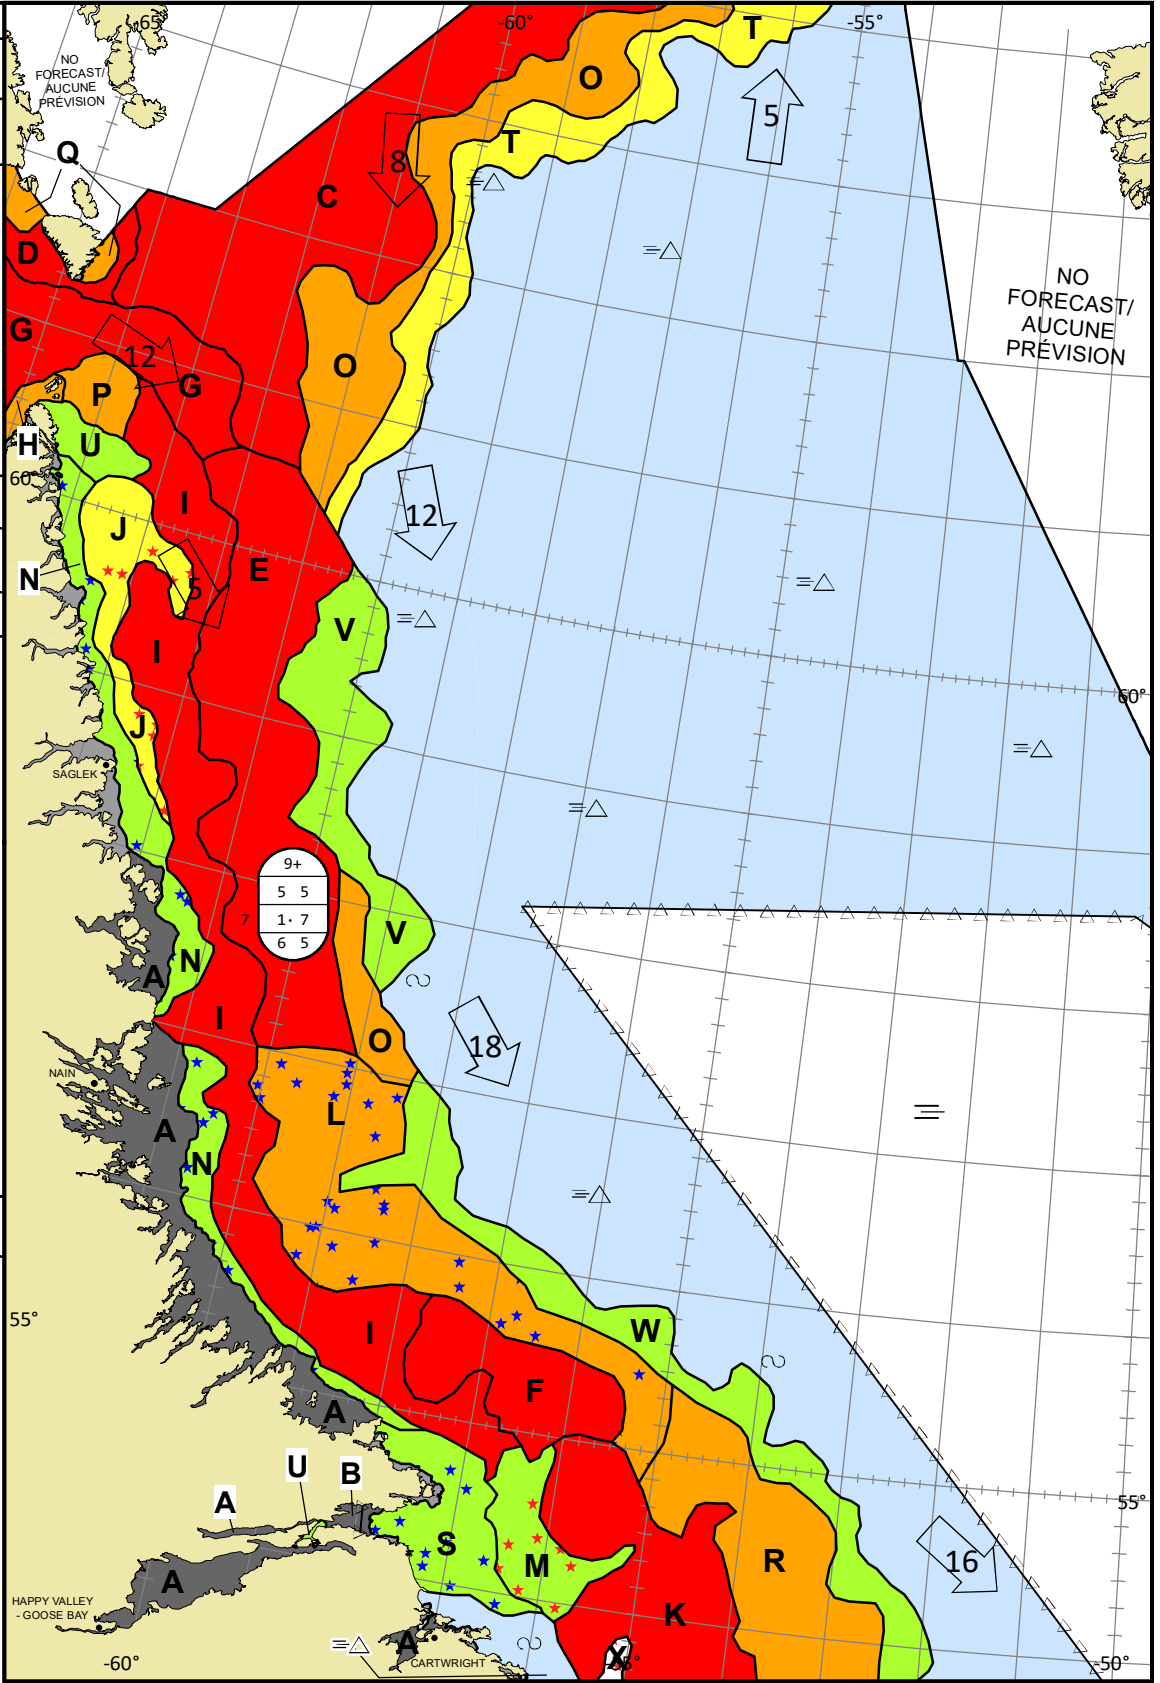 -65°
-60°
-55°
T
NO
FORECAST/
AUCUNE
PRÉVISION
O
5
T
Q
8
C
D
NO
FORECAST/
AUCUNE
PRÉVISION
G
12
G
O
P
H
U
60°
I
J
12
N
5
E
V
I
60°
J
SAGLEK
9+
5 5
7
1· 7
6 5
V
N
A
I
O
18
NAIN
L
A
N
55°
I
W
F
A
U
B
A
55°
S
M
R
16
A
HAPPY VALLEY
- GOOSE BAY
K
A
X
-60°
CARTWRIGHT
-50°